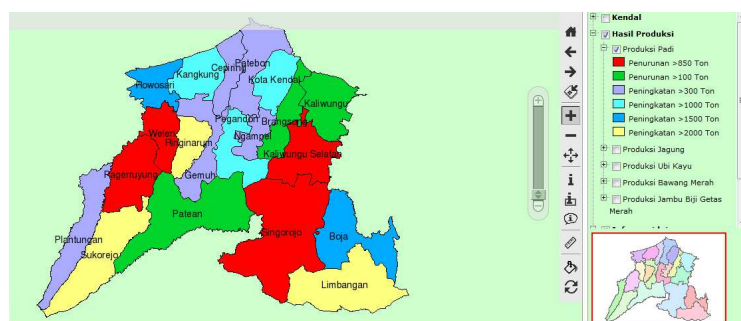 Kendal
Hasil Produksi
Produksi Padi
Penurunan >850 Ton
Penurunan >100 Ton
Peningkatan >300 Ton
Peningkatan >1000 Ton
Peningkatan >1500 Ton
Peningkatan >2000 Ton
Produksi Jagung
Produksi Ubi Kayu
Produksi Bawang Merah
Produksi Jambu Biji Getas
Merah
Patebon
Cepiring
Kangkung
Kota Kendal
Rowosari
Kaliwungu
Pegandon
Brangsong
Weleri
Ngampel
Ringinarum
Kaliwungu Selatan
Pageruyung
Gemuh
Patean
Plantungan
Singorojo
Boja
Sukorejo
Limbangan